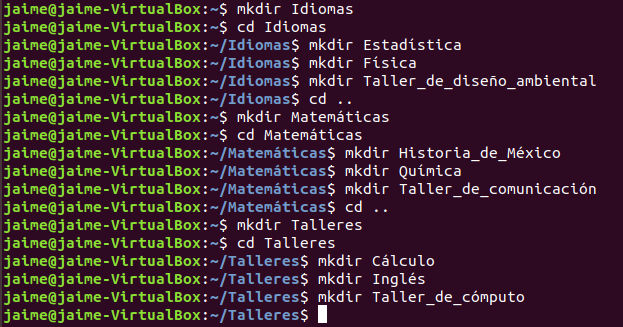 jaime@jaime-VirtualBox:~$ mkdir Idiomas
jaime@jaime-VirtualBox:~$ cd Idiomas
jaime@jaime-VirtualBox:~/Idiomas$ mkdir Estadística
jaime@jaime-VirtualBox:~/Idiomas$ mkdir Física
jaime@jaime-VirtualBox:~/Idiomas$ mkdir Taller_de_diseño_ambiental
jaime@jaime-VirtualBox:~/Idiomas$ cd ..
jaime@jaime-VirtualBox:~$ mkdir Matemáticas
jaime@jaime-VirtualBox:~$ cd Matemáticas
jaime@jaime-VirtualBox:~/Matemáticas$ mkdir Historia_de_México
jaime@jaime-VirtualBox:~/Matemáticas$ mkdir Química
jaime@jaime-VirtualBox:~/Matemáticas$ mkdir Taller_de_comunicación
jaime@jaime-VirtualBox:~/Matemáticas$ cd ..
jaime@jaime-VirtualBox:~$ mkdir Talleres
jaime@jaime-VirtualBox:~$ cd Talleres
jaime@jaime-VirtualBox:~/Talleres$ mkdir Cálculo
jaime@jaime-VirtualBox:~/Talleres$ mkdir Inglés
jaime@jaime-VirtualBox:~/Talleres$ mkdir Taller_de_cómputo
jaime@jaime-VirtualBox:~/Talleres$